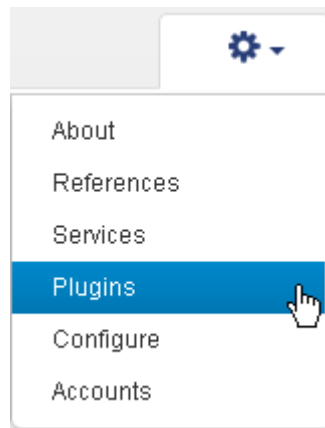 About
References
Services
Plugins
Configure
Accounts